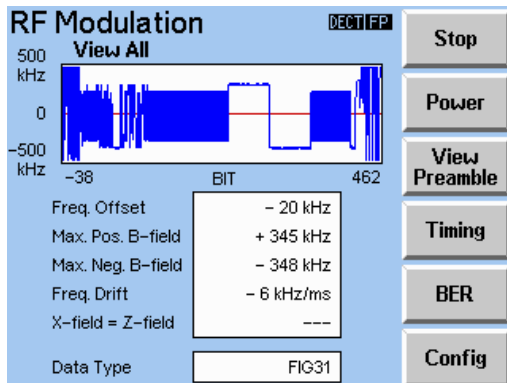 RF Modulation
DECT FP
View All
500
kHz
0
−500
kHz
−38
BIT
462
Freq. Offset
− 20 kHz
Max. Pos. B−field
+ 345 kHz
Max. Neg. B−field
− 348 kHz
Freq. Drift
− 6 kHz/ms
X−field = Z−field
−−−
Data Type
FIG31
Stop
Power
View
Preamble
Timing
BER
Config